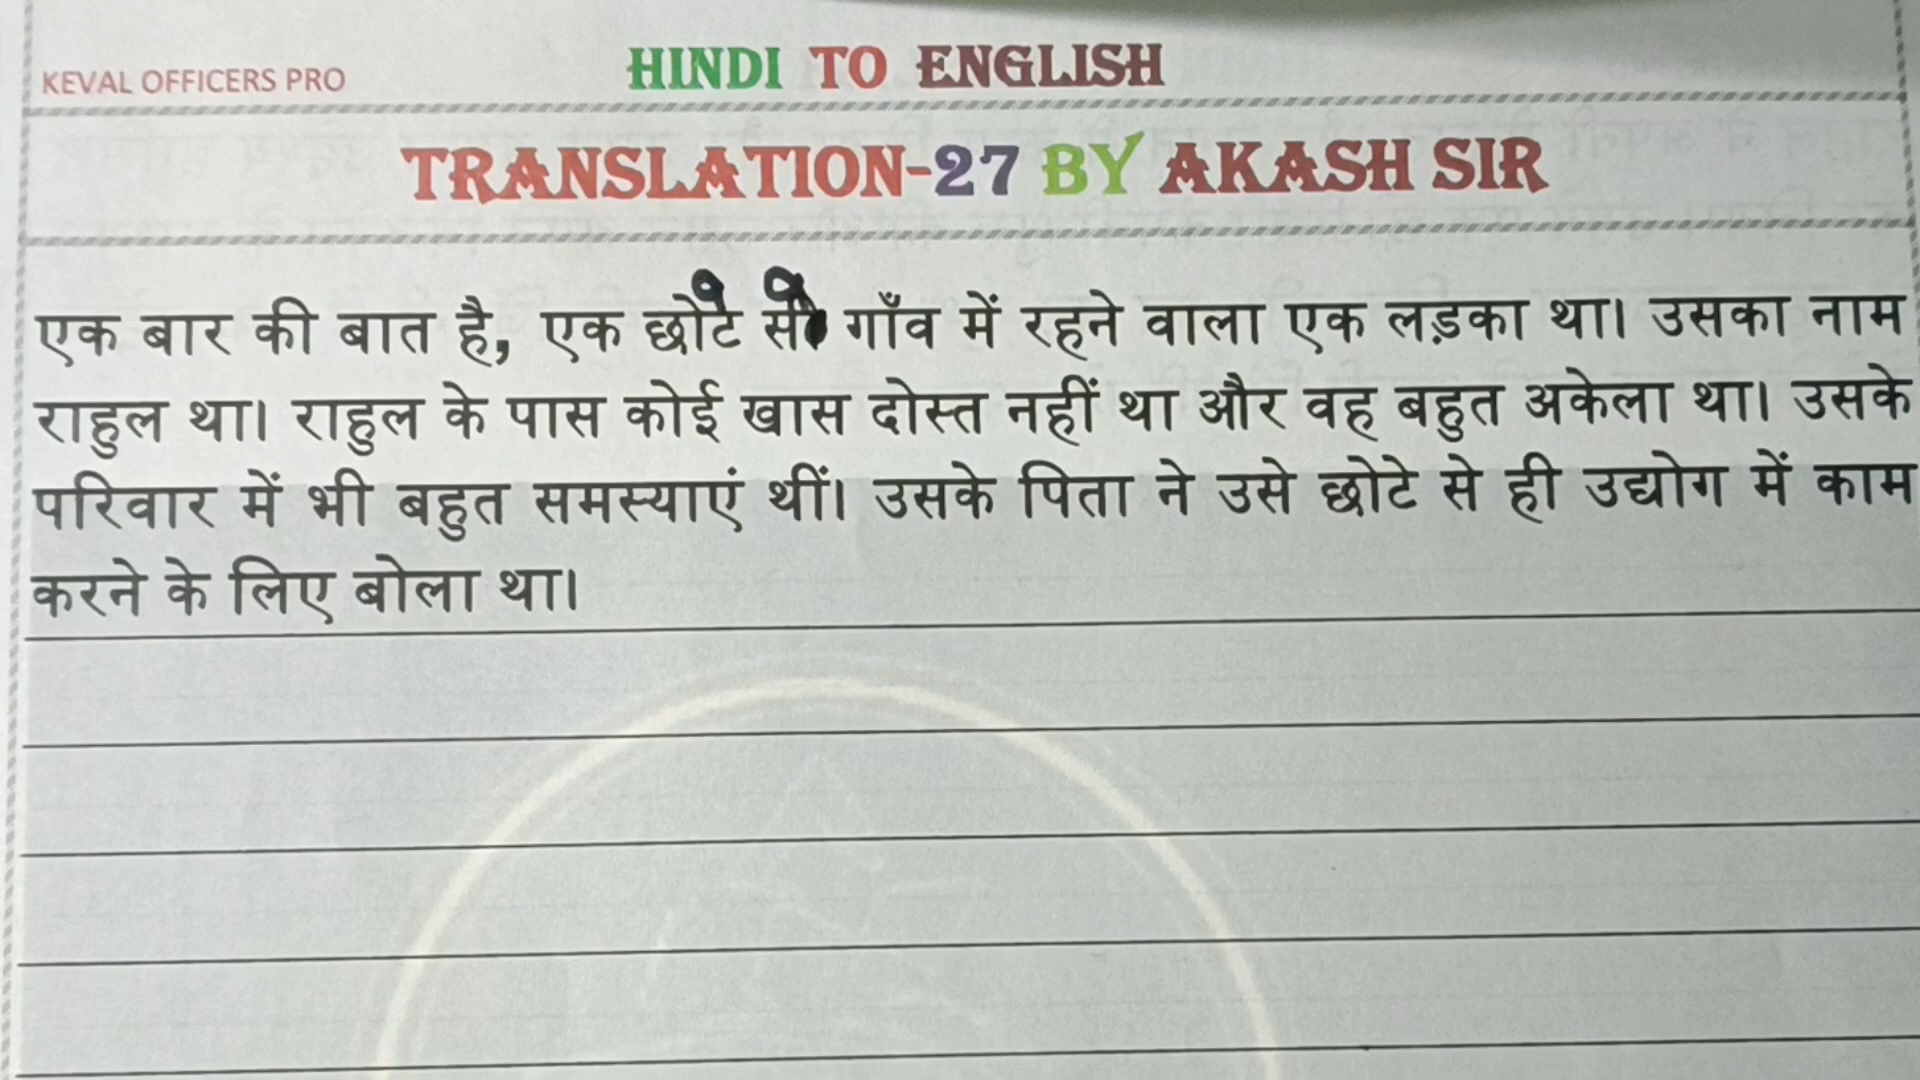 KEVAL OFFICERS PRO
HINDI TO ENGLISH
TRANSLATION-27 BY AKASH SIR
एक बार की बात है, एक छोटे से गाँव में रहने वाला एक लड़का था। उसका नाम
राहुल था। राहुल के पास कोई खास दोस्त नहीं था और वह बहुत अकेला था। उसके
परिवार में भी बहुत समस्याएं थीं। उसके पिता ने उसे छोटे से ही उद्योग में काम
करने के लिए बोला था।